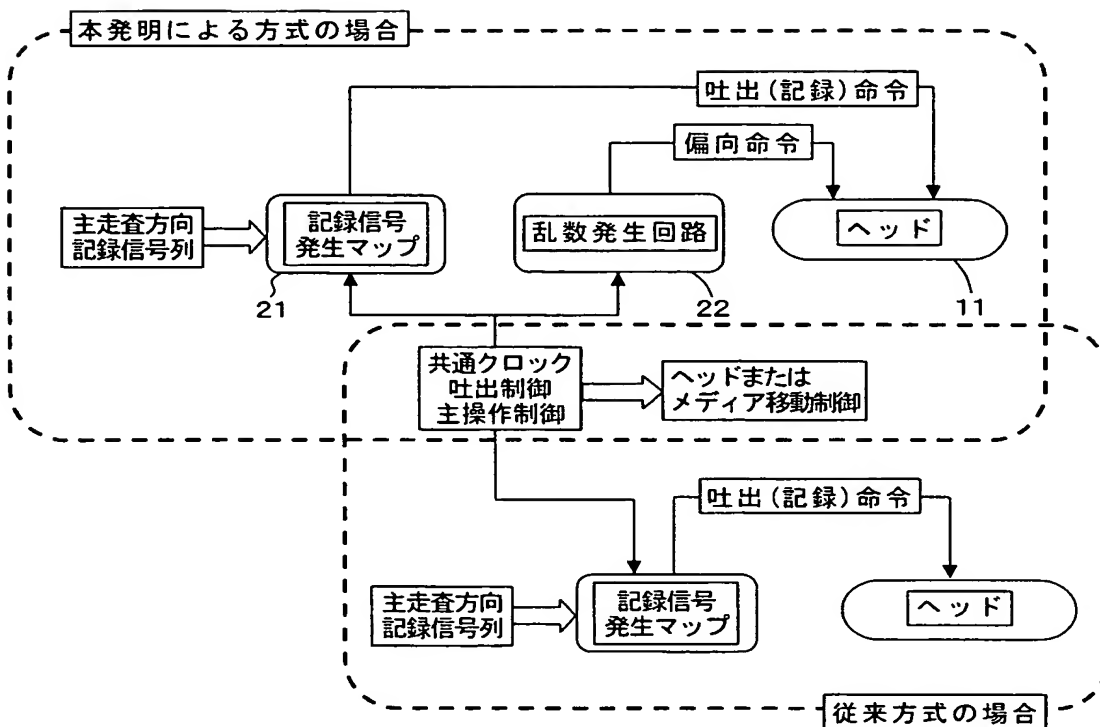 本発明による方式の場合
吐出(記録)命令
偏向命令
主走査方向
記録信号列
記録信号
発生マップ
乱数発生回路
ヘッド
21
22
11
共通クロック
吐出制御
主操作制御
ヘッドまたは
メディア移動制御
吐出(記録)命令
主走査方向
記録信号列
記録信号
発生マップ
ヘッド
従来方式の場合